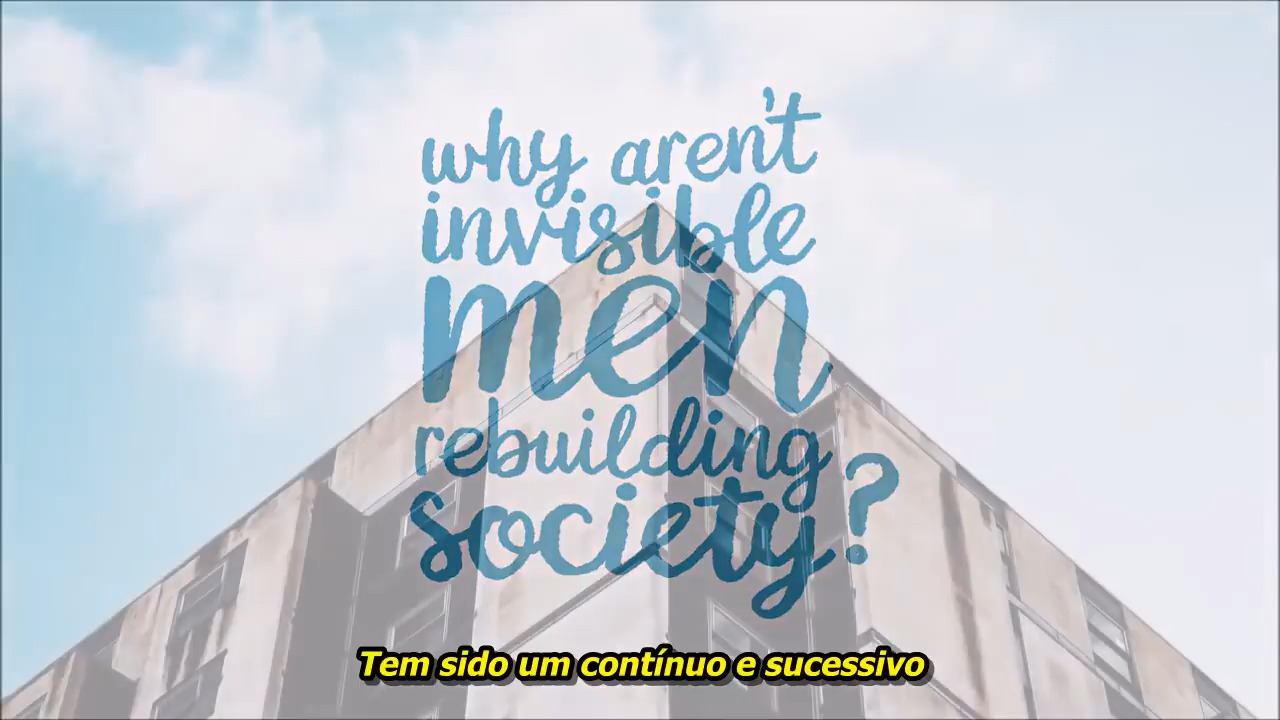 why aren't
invisible
men
rebuilding
society?
Tem sido um contínuo e sucessivo